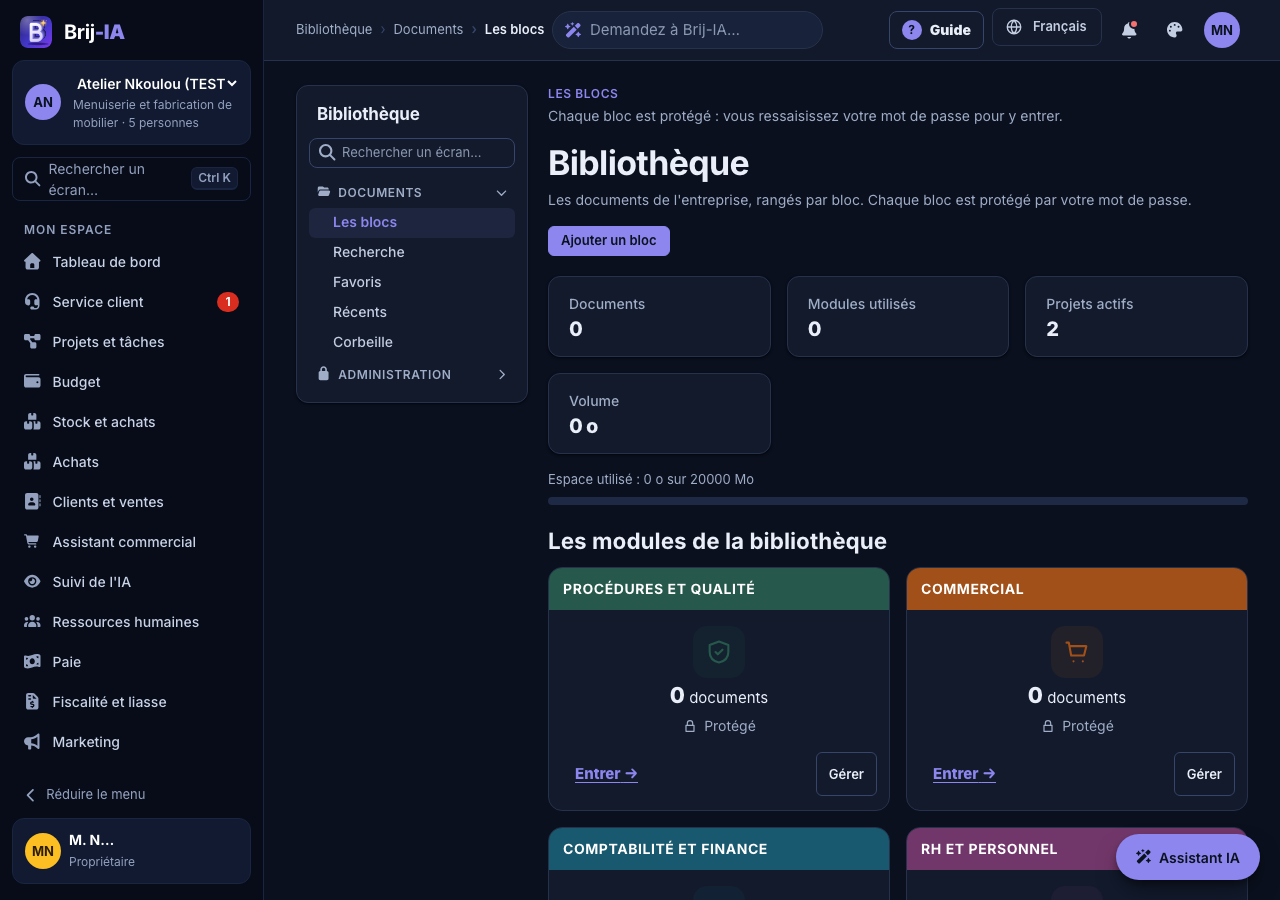 Brij-IA
AN
Atelier Nkoulou (TEST
Menuiserie et fabrication de
mobilier · 5 personnes
Rechercher un
écran...
Ctrl K
MON ESPACE
Tableau de bord
Service client
1
Projets et tâches
Budget
Stock et achats
Achats
Clients et ventes
Assistant commercial
Suivi de l'IA
Ressources humaines
Paie
Fiscalité et liasse
Marketing
Réduire le menu
MN
M. N...
Propriétaire
Bibliothèque › Documents › Les blocs
Demandez à Brij-IA...
? Guide
Français
MN
Bibliothèque
Rechercher un écran...
DOCUMENTS
Les blocs
Recherche
Favoris
Récents
Corbeille
ADMINISTRATION
LES BLOCS
Chaque bloc est protégé : vous ressaisissez votre mot de passe pour y entrer.
Bibliothèque
Les documents de l'entreprise, rangés par bloc. Chaque bloc est protégé par votre mot de passe.
Ajouter un bloc
Documents
0
Modules utilisés
0
Projets actifs
2
Volume
0 o
Espace utilisé : 0 o sur 20000 Mo
Les modules de la bibliothèque
PROCÉDURES ET QUALITÉ
0 documents
Protégé
Entrer →
Gérer
COMMERCIAL
0 documents
Protégé
Entrer →
Gérer
COMPTABILITÉ ET FINANCE
RH ET PERSONNEL
Assistant IA